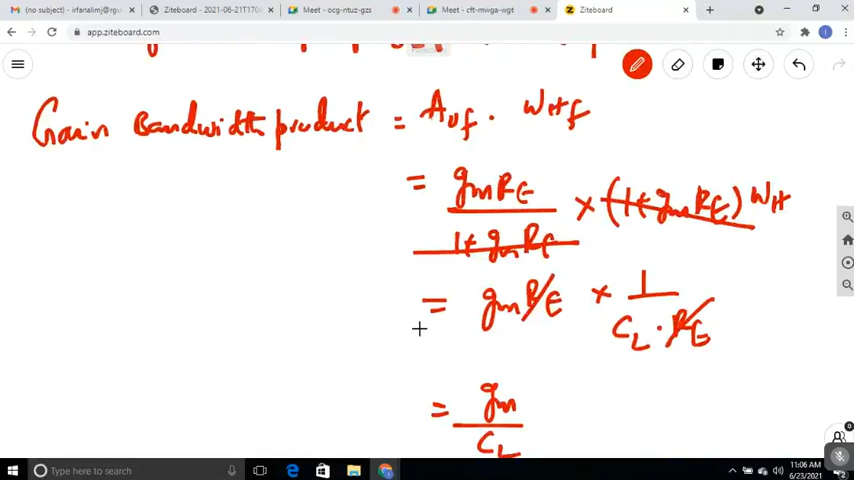 (no subject) - irfanalimj@rgu
Ziteboard - 2021-06-21T1706
Meet - ocg-ntuz-gzs
Meet - cft-mwga-wgt
Ziteboard
app.ziteboard.com
Gain Bandwidth product = Avf . WHf
= gmRE / 1+gmRE × (1+gmRE) WH
= gmRE × 1 / CL . RE
= gm / CL
Type here to search
11:06 AM
6/23/2021